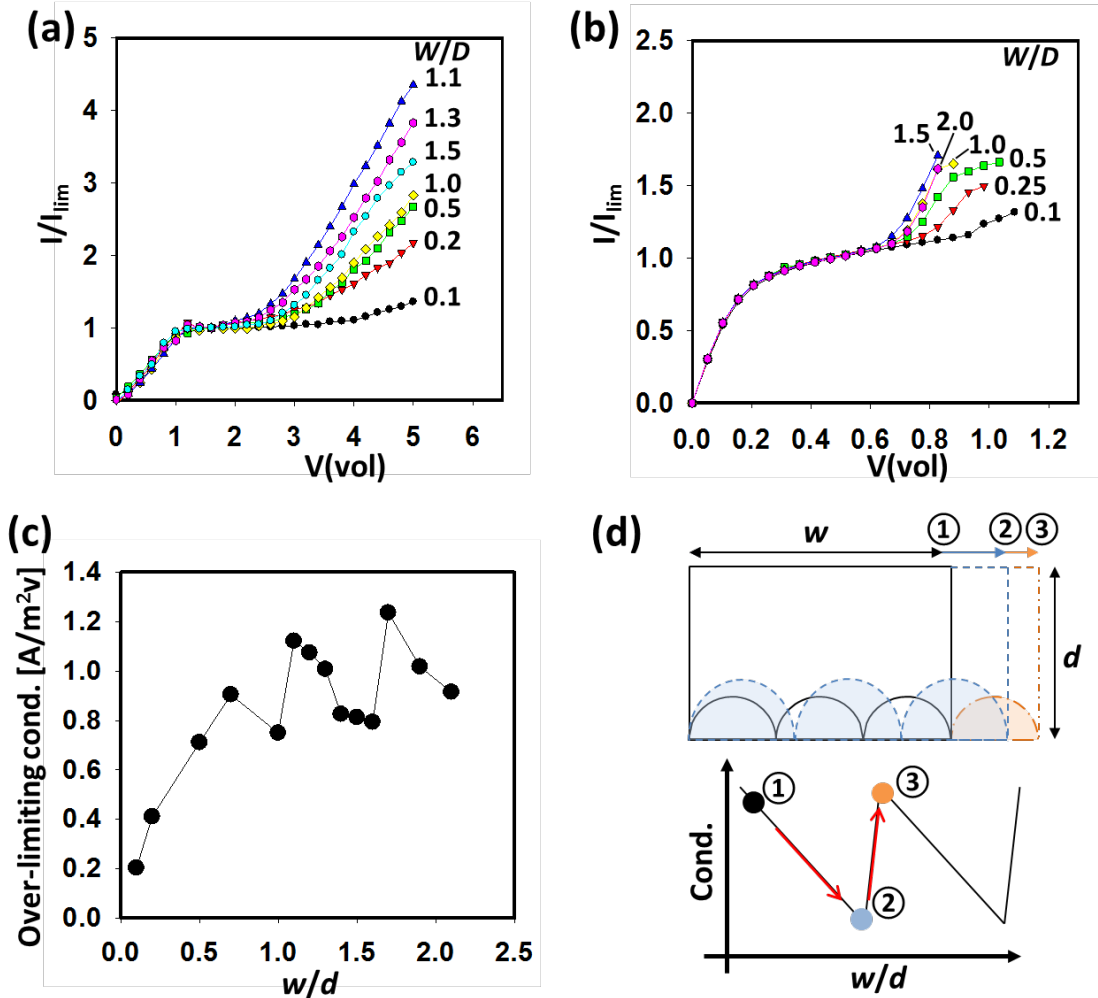 (a)
I/I_lim
5
4
3
2
1
0
0 1 2 3 4 5 6
V(vol)
W/D
1.1
1.3
1.5
1.0
0.5
0.2
0.1
(b)
I/I_lim
2.5
2.0
1.5
1.0
0.5
0.0
0.0 0.2 0.4 0.6 0.8 1.0 1.2
V(vol)
W/D
1.5
2.0
1.0
0.5
0.25
0.1
(c)
Over-limiting cond. [A/m²v]
1.4
1.2
1.0
0.8
0.6
0.4
0.2
0.0
0.0 0.5 1.0 1.5 2.0 2.5
w/d
(d)
① ② ③
w
d
Cond.
①
③
②
w/d